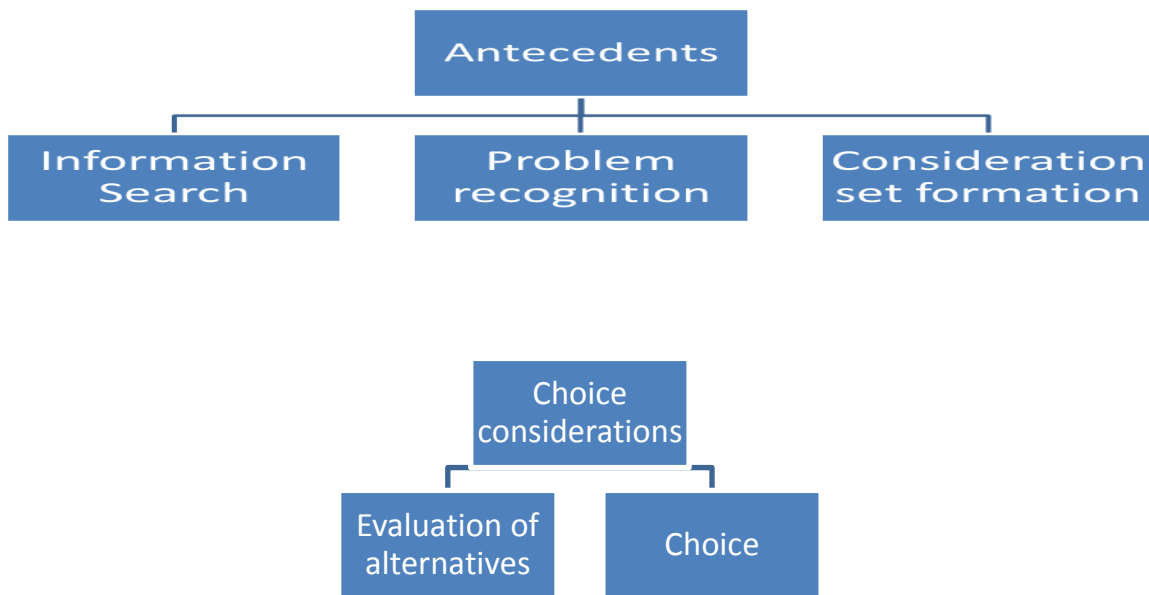 Antecedents
Information
Search
Problem
recognition
Consideration
set formation
Choice
considerations
Evaluation of
alternatives
Choice